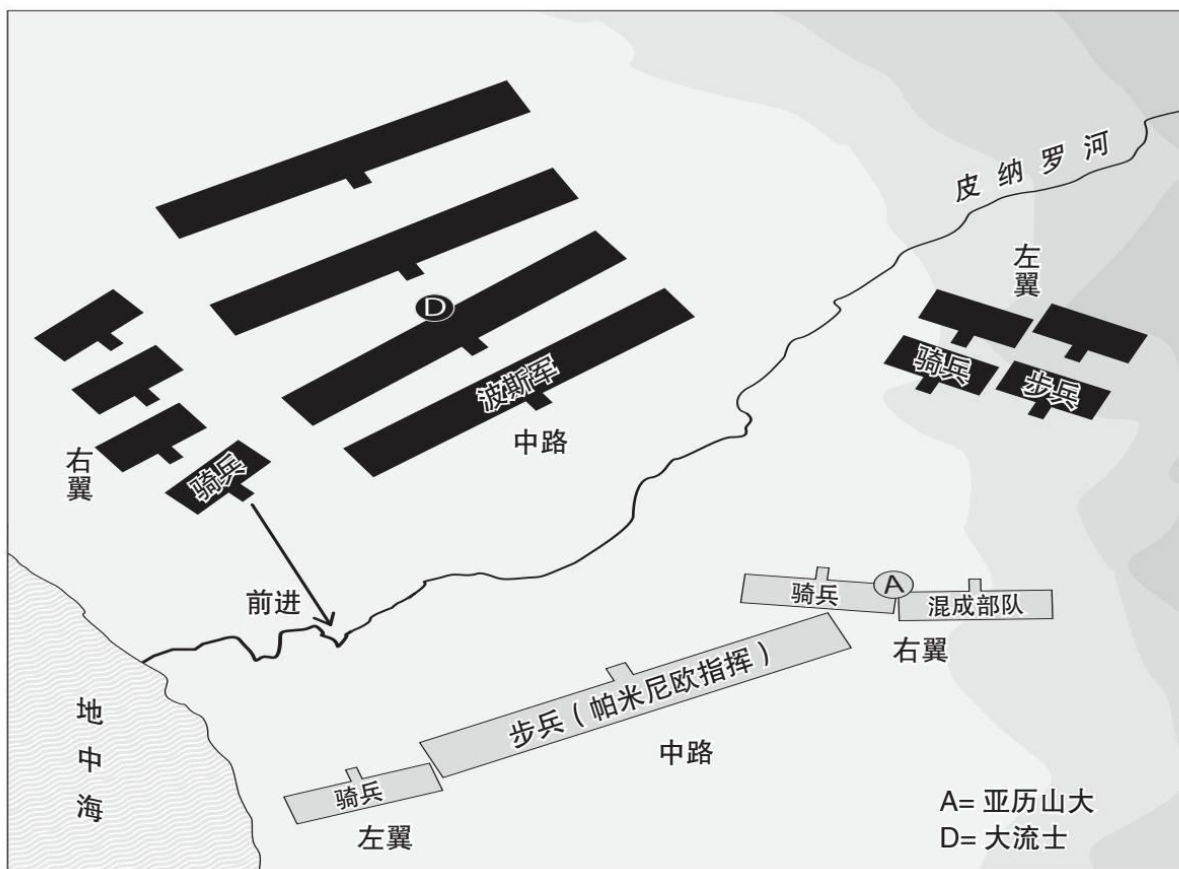 皮纳罗河
D
左翼
骑兵
步兵
波斯军
中路
右翼
骑兵
前进
骑兵
A
混成部队
右翼
步兵（帕米尼欧指挥）
中路
地中海
骑兵
左翼
A= 亚历山大
D= 大流士